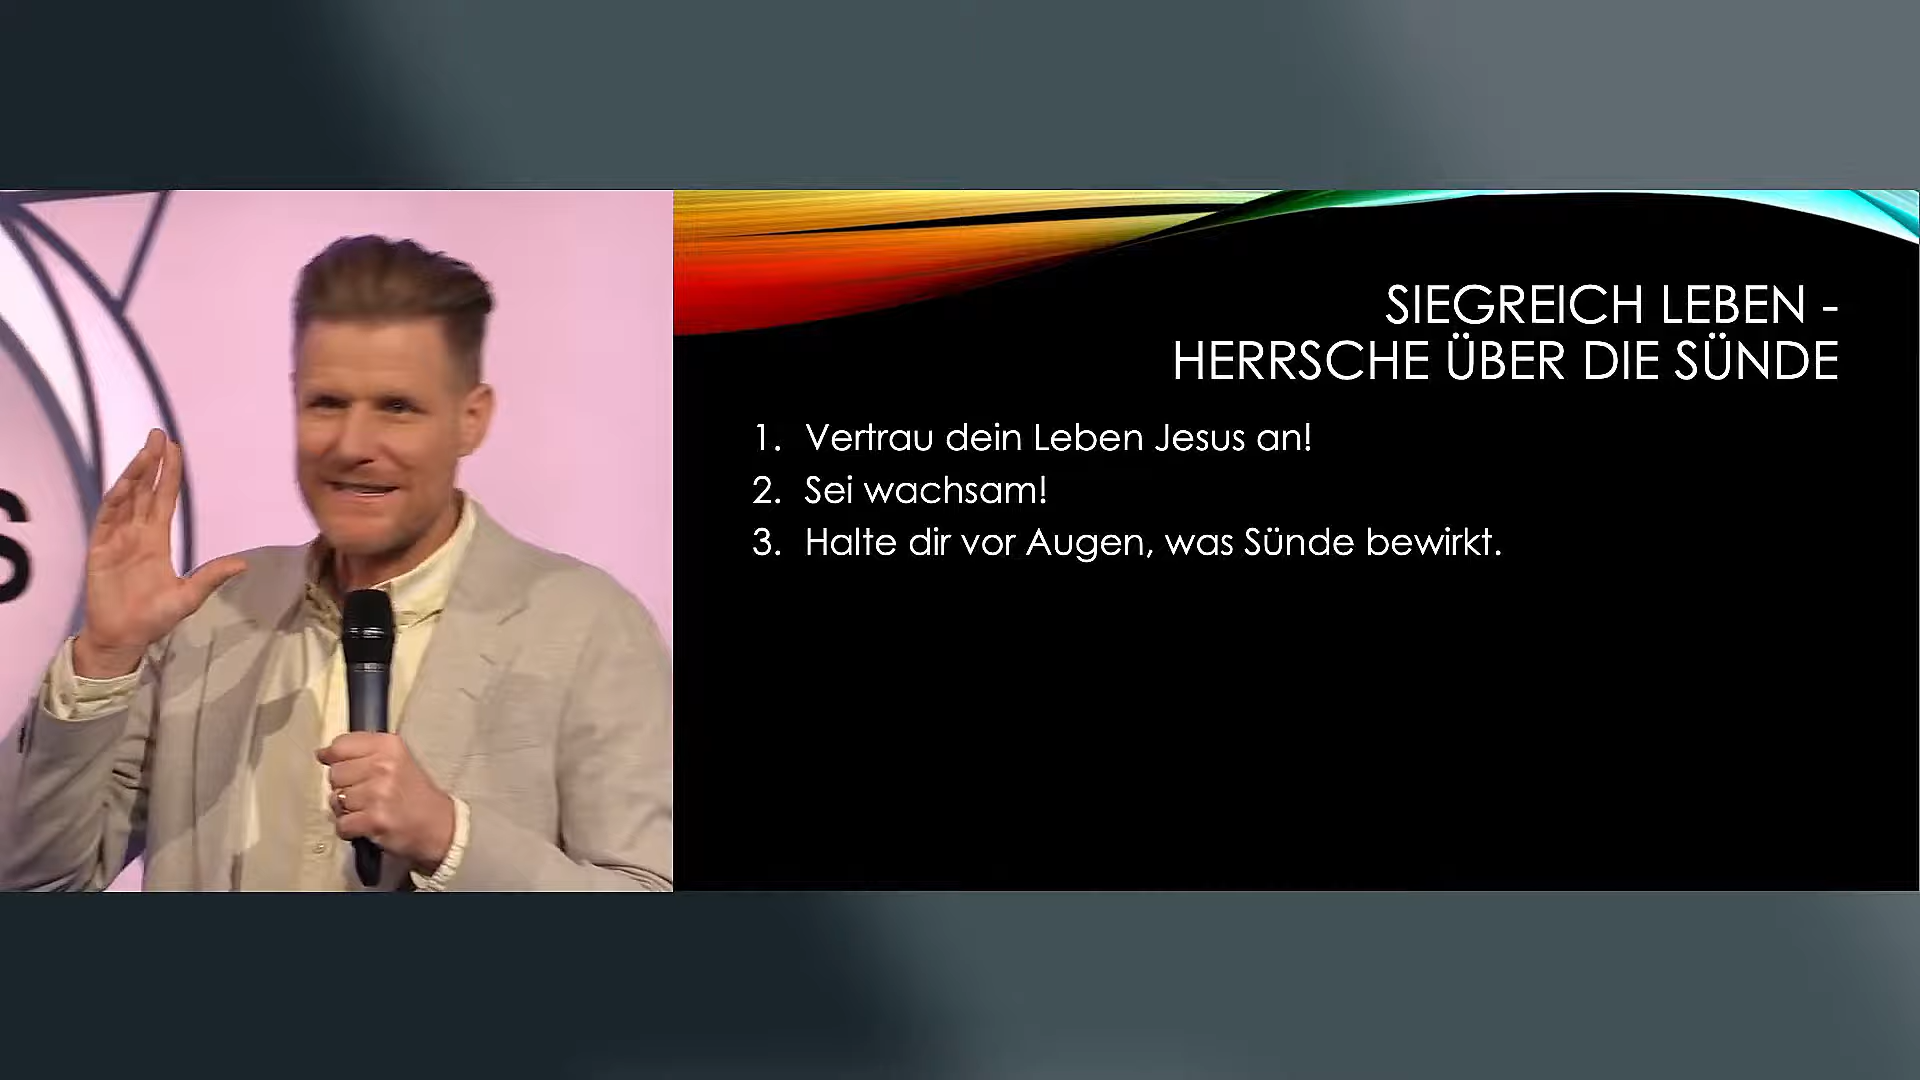 S
SIEGREICH LEBEN -
HERRSCHE ÜBER DIE SÜNDE
1. Vertrau dein Leben Jesus an!
2. Sei wachsam!
3. Halte dir vor Augen, was Sünde bewirkt.